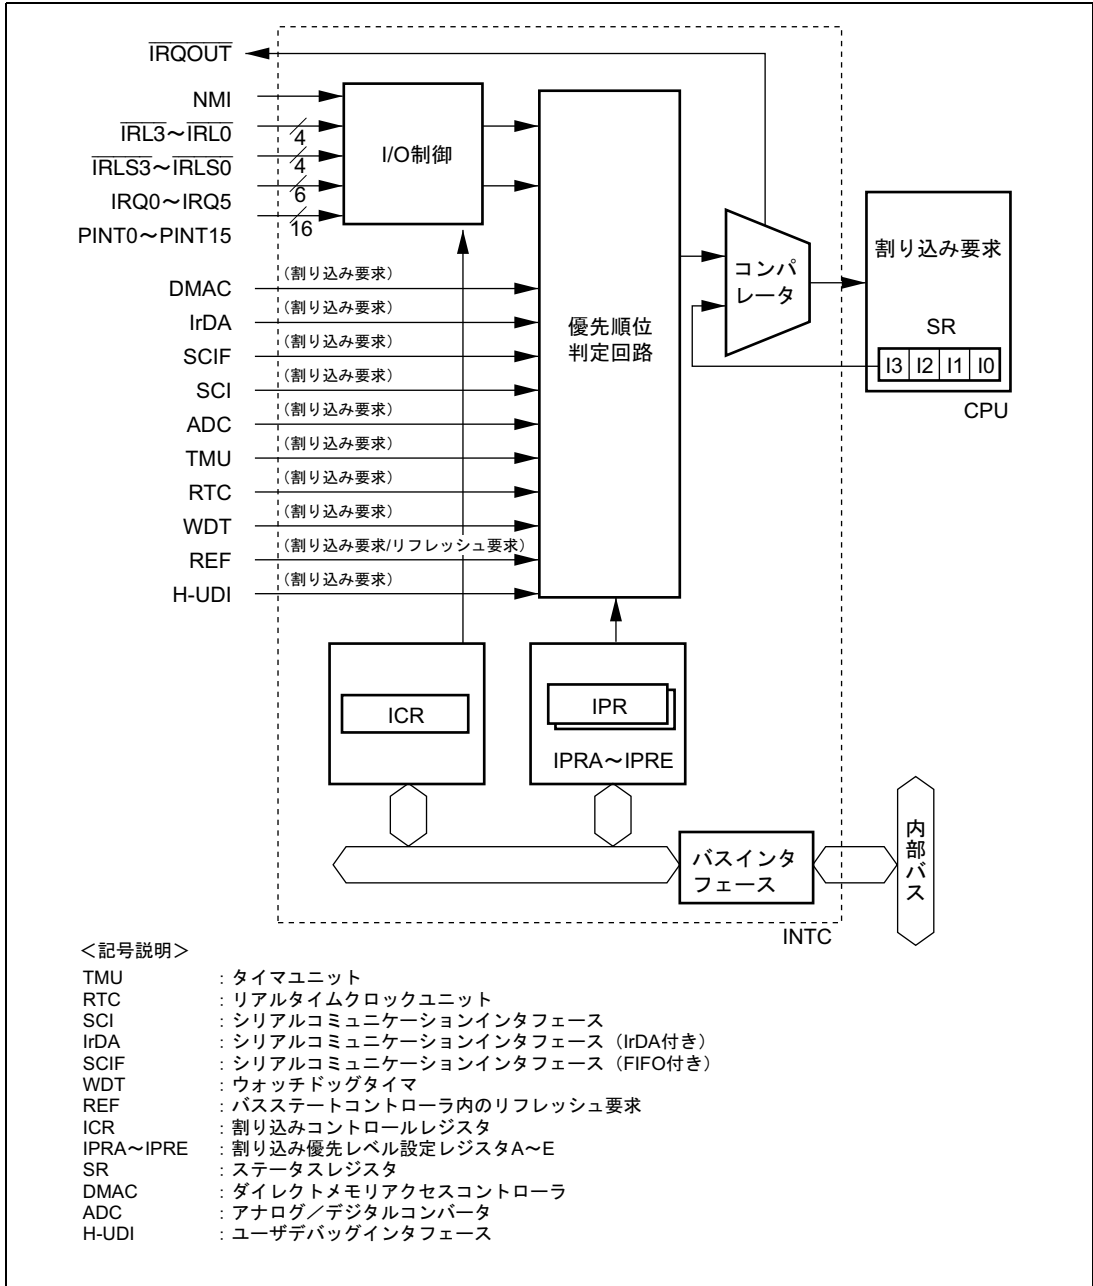 IRQOUT
NMI
IRL3～IRL0
4
IRLS3～IRLS0
4
IRQ0～IRQ5
6
PINT0～PINT15
16
I/O制御
DMAC
(割り込み要求)
IrDA
(割り込み要求)
SCIF
(割り込み要求)
SCI
(割り込み要求)
ADC
(割り込み要求)
TMU
(割り込み要求)
RTC
(割り込み要求)
WDT
(割り込み要求)
REF
(割り込み要求/リフレッシュ要求)
H-UDI
(割り込み要求)
優先順位
判定回路
コンパ
レータ
割り込み要求
SR
I3 I2 I1 I0
CPU
ICR
IPR
IPRA～IPRE
バスインタ
フェース
内部バス
INTC
＜記号説明＞
TMU : タイマユニット
RTC : リアルタイムクロックユニット
SCI : シリアルコミュニケーションインタフェース
IrDA : シリアルコミュニケーションインタフェース（IrDA付き）
SCIF : シリアルコミュニケーションインタフェース（FIFO付き）
WDT : ウォッチドッグタイマ
REF : バスステートコントローラ内のリフレッシュ要求
ICR : 割り込みコントロールレジスタ
IPRA～IPRE : 割り込み優先レベル設定レジスタA～E
SR : ステータスレジスタ
DMAC : ダイレクトメモリアクセスコントローラ
ADC : アナログ／デジタルコンバータ
H-UDI : ユーザデバッグインタフェース